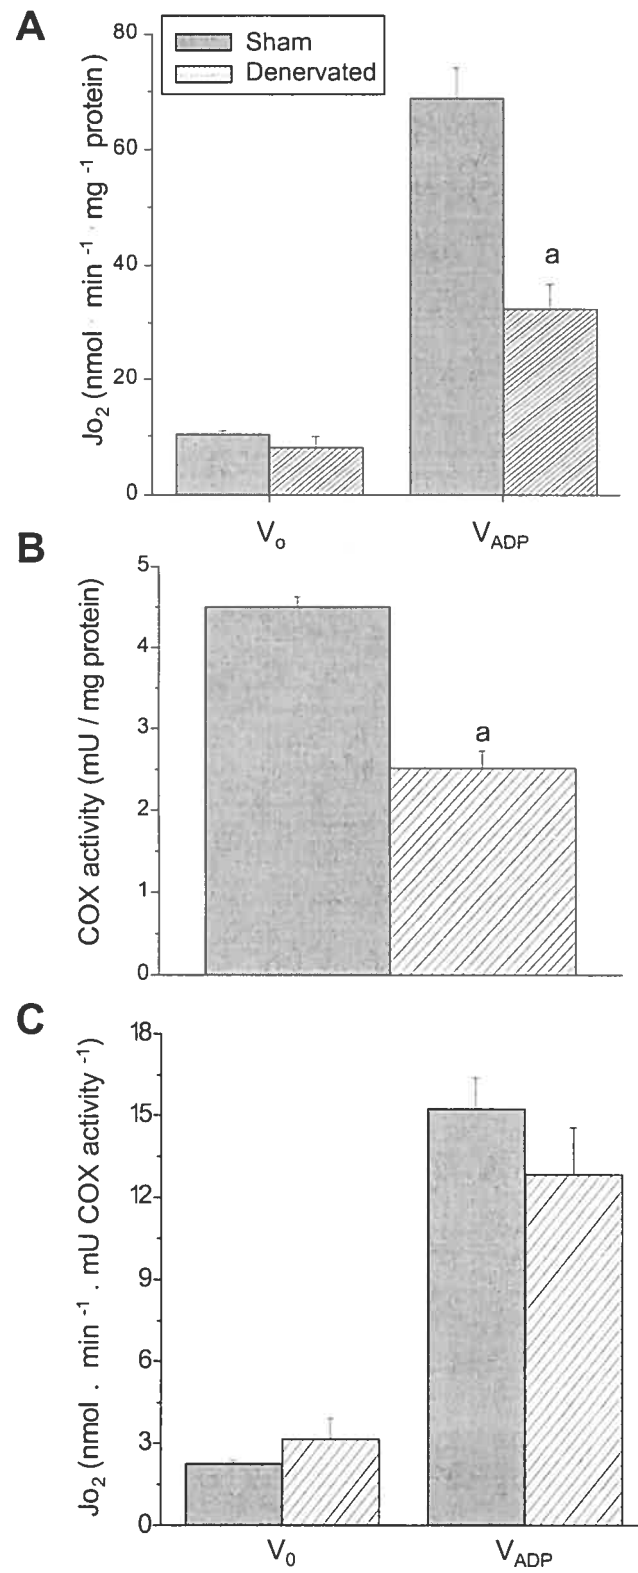 A
Jo₂ (nmol · min⁻¹ · mg⁻¹ protein)
80
60
40
20
0
Sham
Denervated
a
Vₒ
V_ADP
B
COX activity (mU / mg protein)
5
4
3
2
1
0
a
C
Jo₂ (nmol . min⁻¹ . mU COX activity⁻¹)
18
15
12
9
6
3
0
V₀
V_ADP